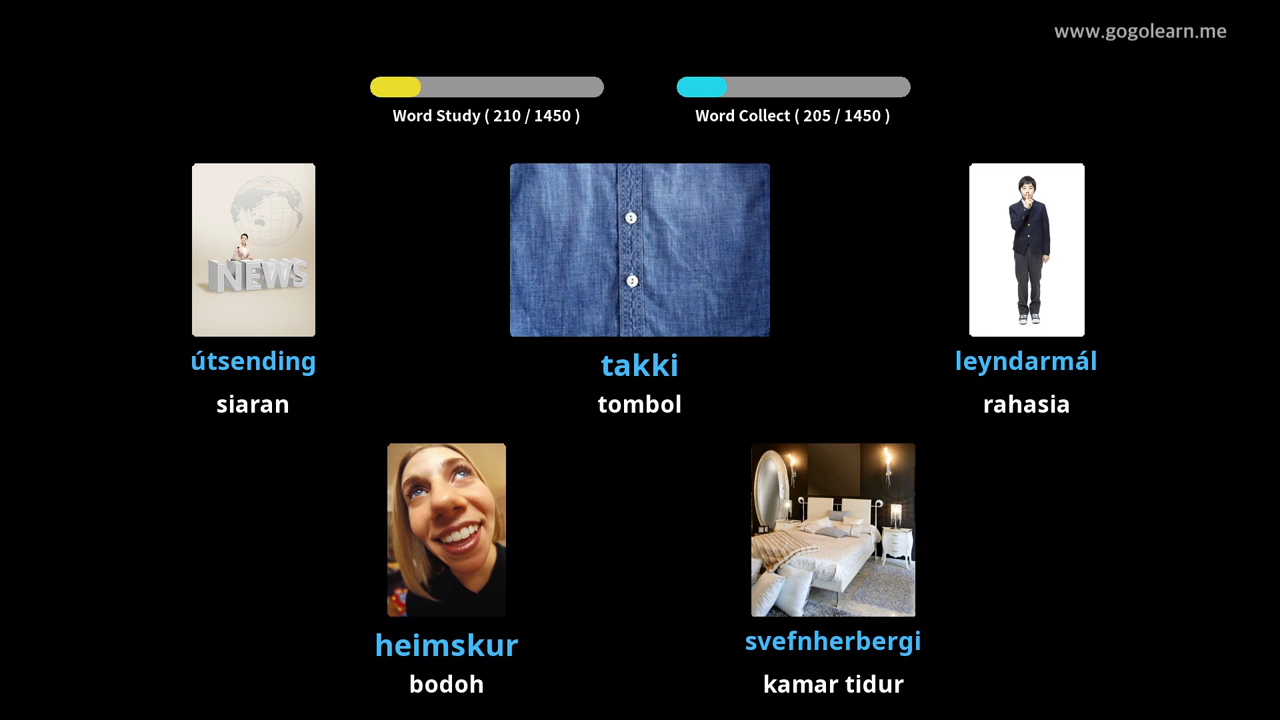 www.gogolearn.me
Word Study ( 210 / 1450 )
Word Collect ( 205 / 1450 )
NEWS
útsending
siaran
takki
tombol
leyndarmál
rahasia
heimskur
bodoh
svefnherbergi
kamar tidur